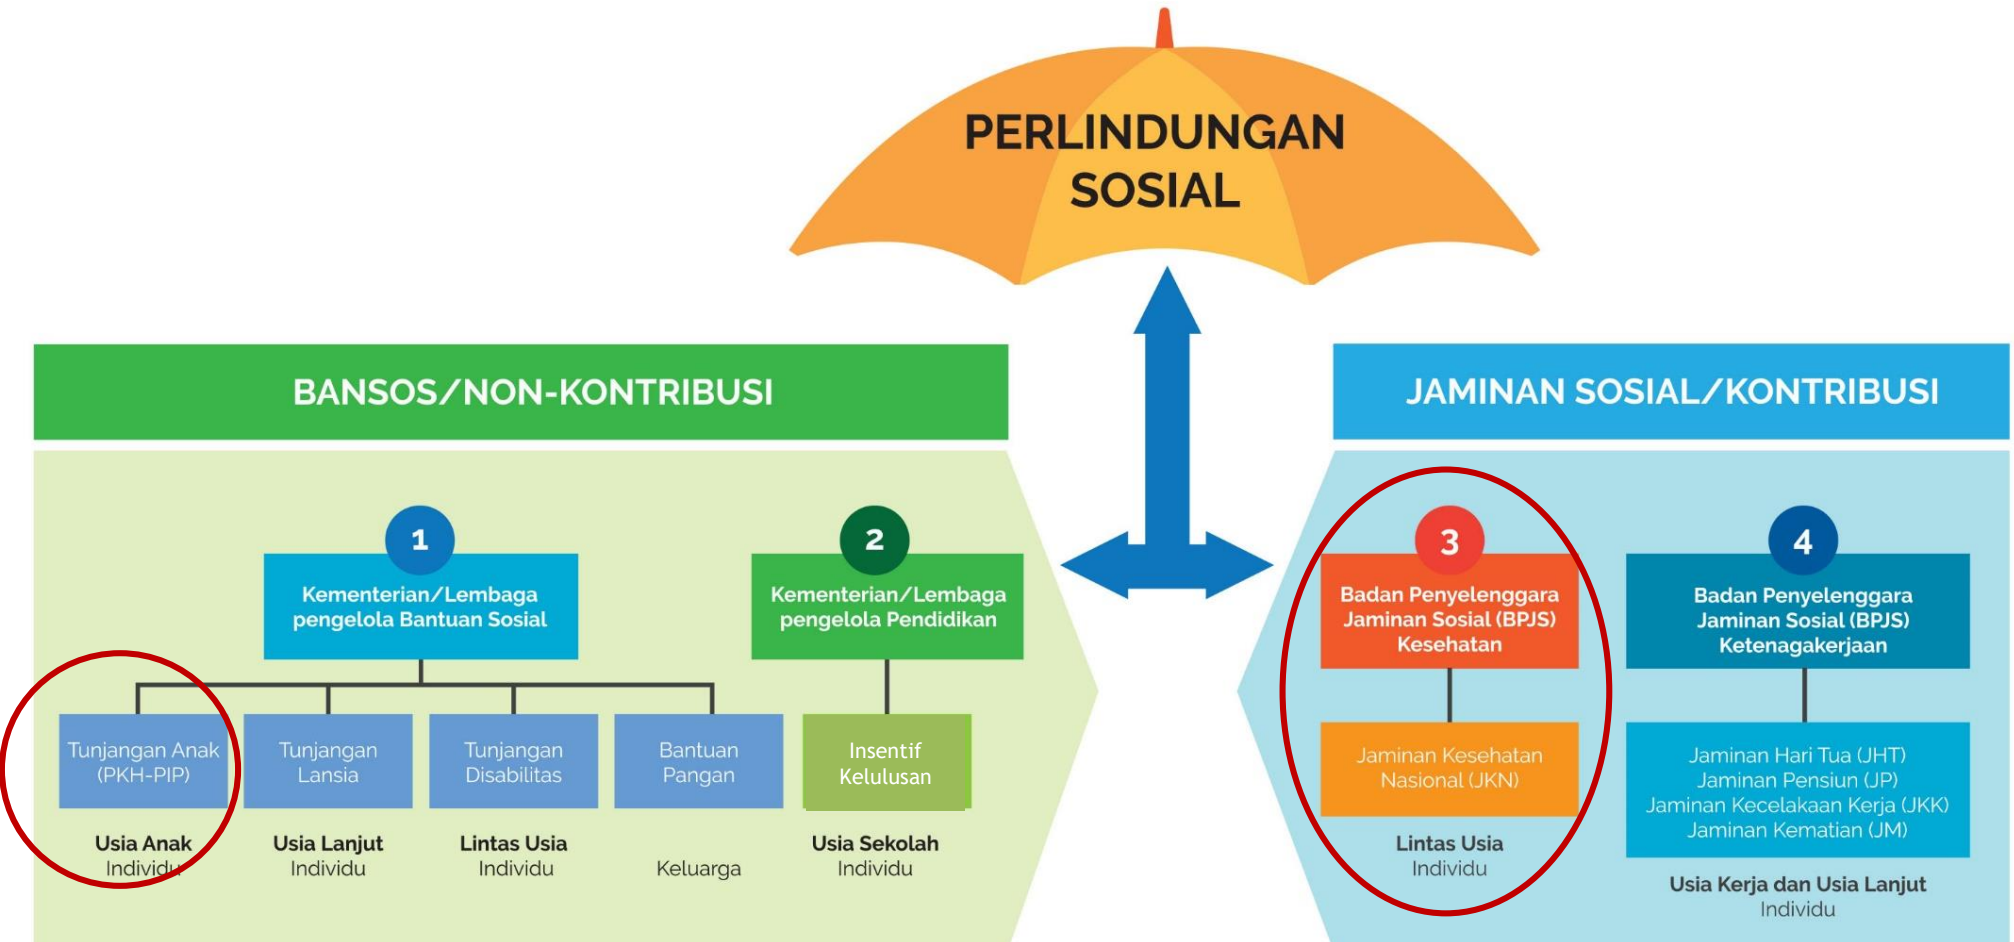 PERLINDUNGAN
SOSIAL
BANSOS/NON-KONTRIBUSI
1
Kementerian/Lembaga
pengelola Bantuan Sosial
Tunjangan Anak
(PKH-PIP)
Usia Anak
Individu
Tunjangan
Lansia
Usia Lanjut
Individu
Tunjangan
Disabilitas
Lintas Usia
Individu
Bantuan
Pangan
Keluarga
2
Kementerian/Lembaga
pengelola Pendidikan
Insentif
Kelulusan
Usia Sekolah
Individu
JAMINAN SOSIAL/KONTRIBUSI
3
Badan Penyelenggara
Jaminan Sosial (BPJS)
Kesehatan
Jaminan Kesehatan
Nasional (JKN)
Lintas Usia
Individu
4
Badan Penyelenggara
Jaminan Sosial (BPJS)
Ketenagakerjaan
Jaminan Hari Tua (JHT)
Jaminan Pensiun (JP)
Jaminan Kecelakaan Kerja (JKK)
Jaminan Kematian (JM)
Usia Kerja dan Usia Lanjut
Individu